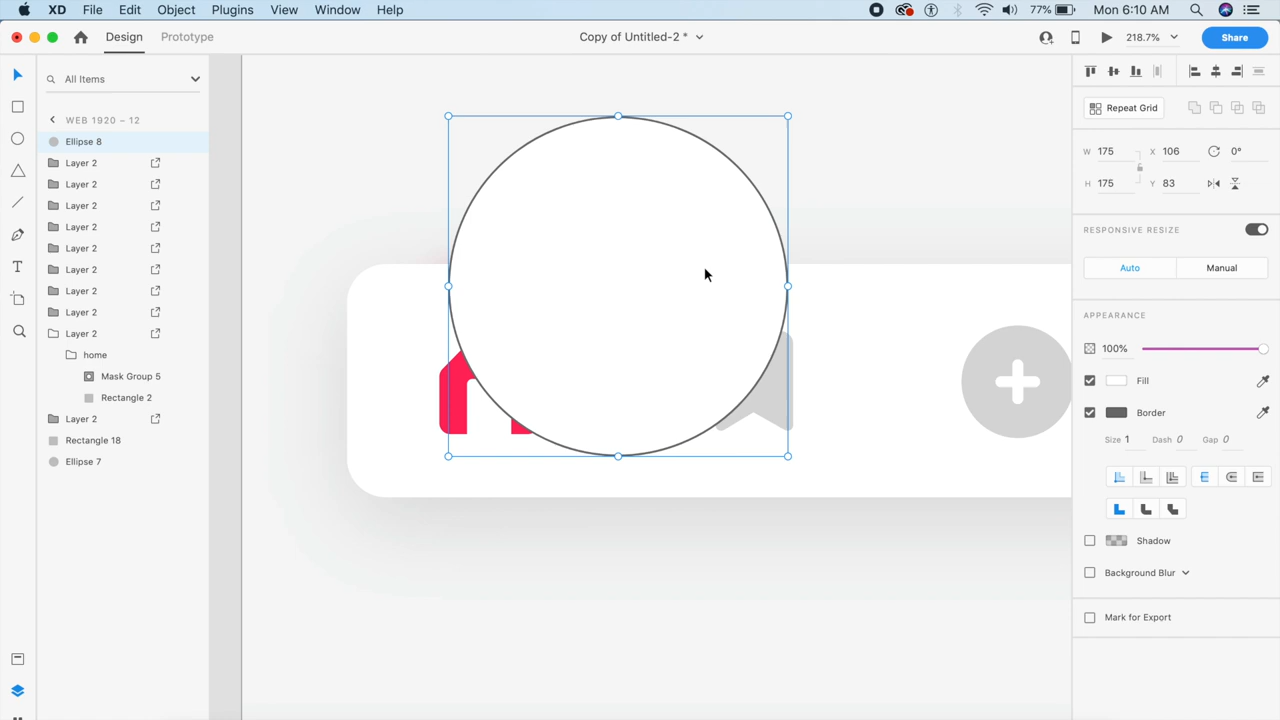 XD File Edit Object Plugins View Window Help 77% Mon 6:10 AM
Design Prototype Copy of Untitled-2 * 218.7% Share
All Items
WEB 1920 – 12
Ellipse 8
Layer 2
Layer 2
Layer 2
Layer 2
Layer 2
Layer 2
Layer 2
Layer 2
Layer 2
home
Mask Group 5
Rectangle 2
Layer 2
Rectangle 18
Ellipse 7
Repeat Grid
W 175 X 106 0°
H 175 Y 83
RESPONSIVE RESIZE
Auto Manual
APPEARANCE
100%
Fill
Border
Size 1 Dash 0 Gap 0
Shadow
Background Blur
Mark for Export